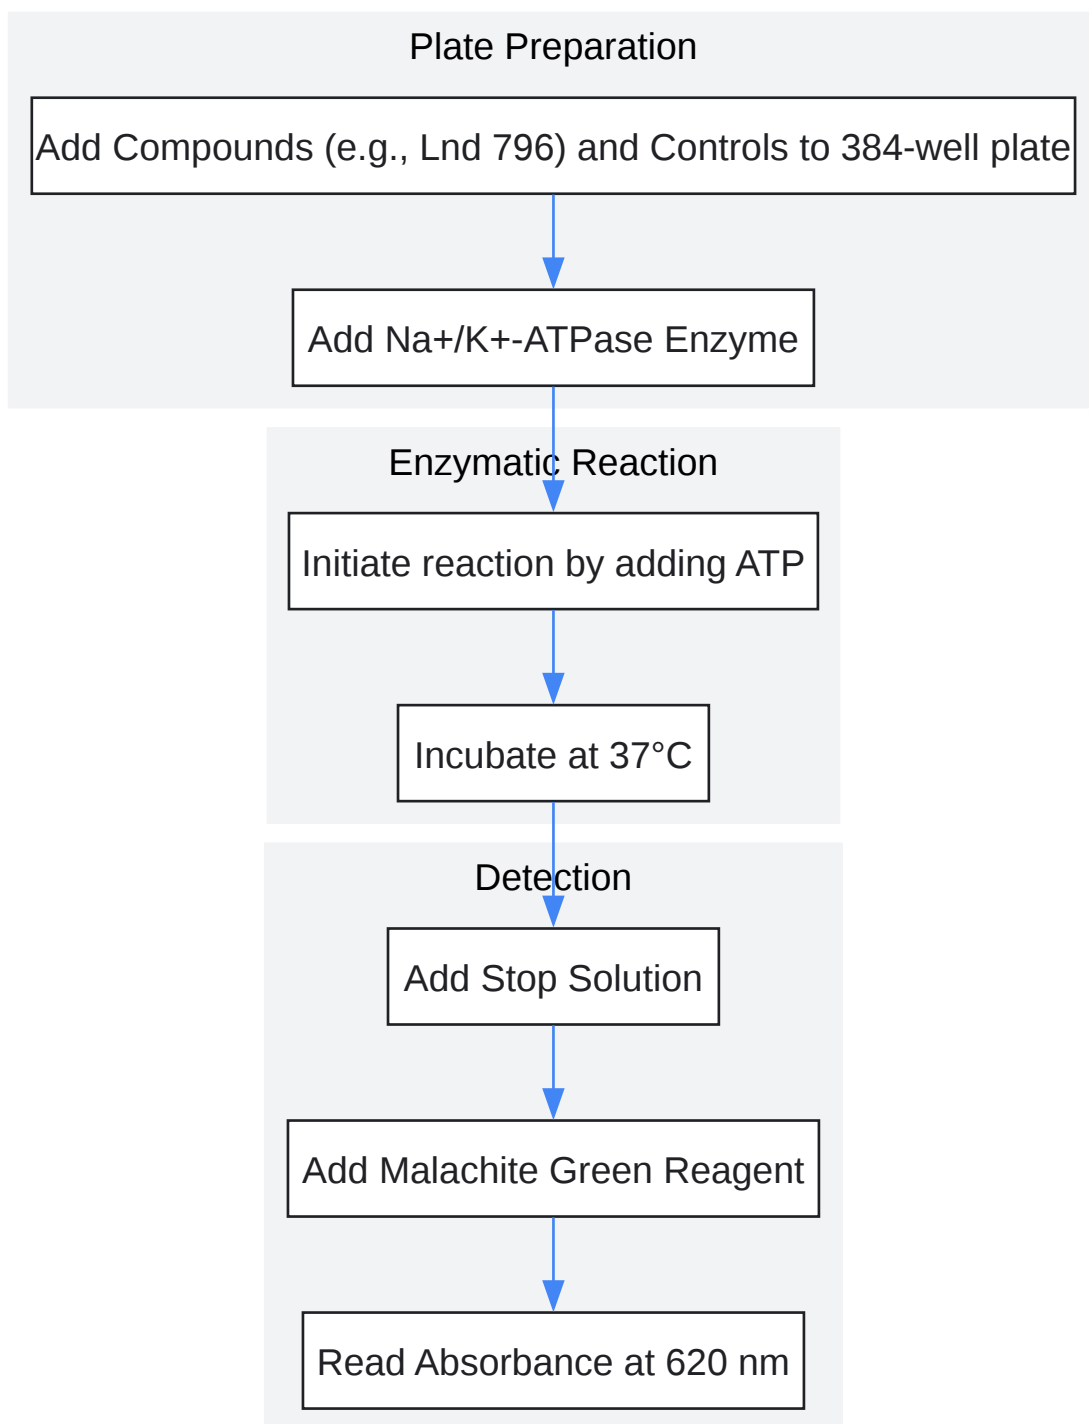 Plate Preparation
Add Compounds (e.g., Lnd 796) and Controls to 384-well plate
Add Na+/K+-ATPase Enzyme
Enzymatic Reaction
Initiate reaction by adding ATP
Incubate at 37°C
Detection
Add Stop Solution
Add Malachite Green Reagent
Read Absorbance at 620 nm